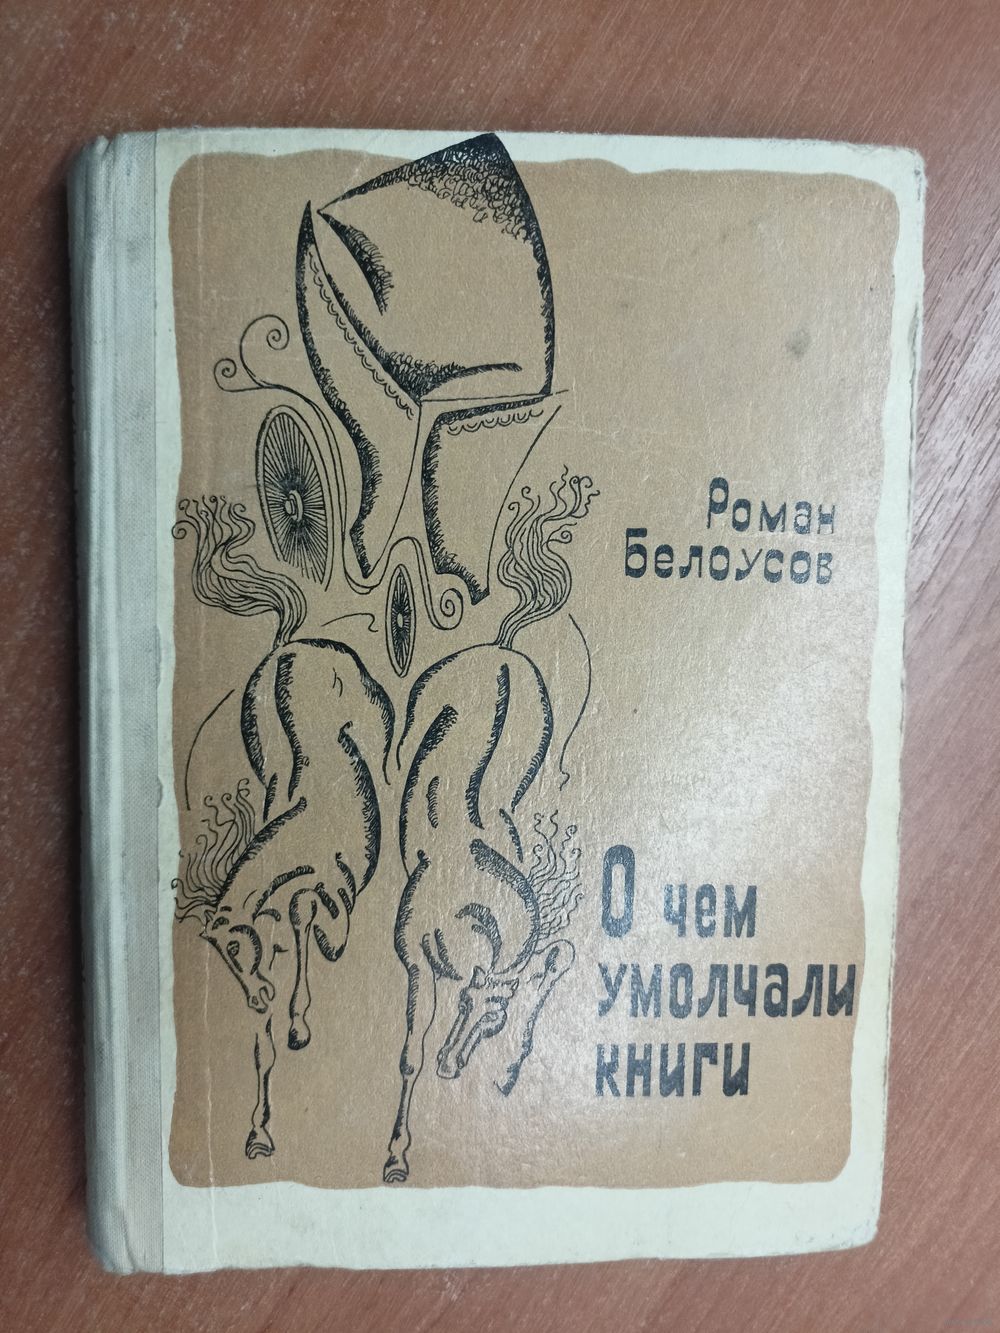 Роман
Белоусов
О чем
умолчали
книги